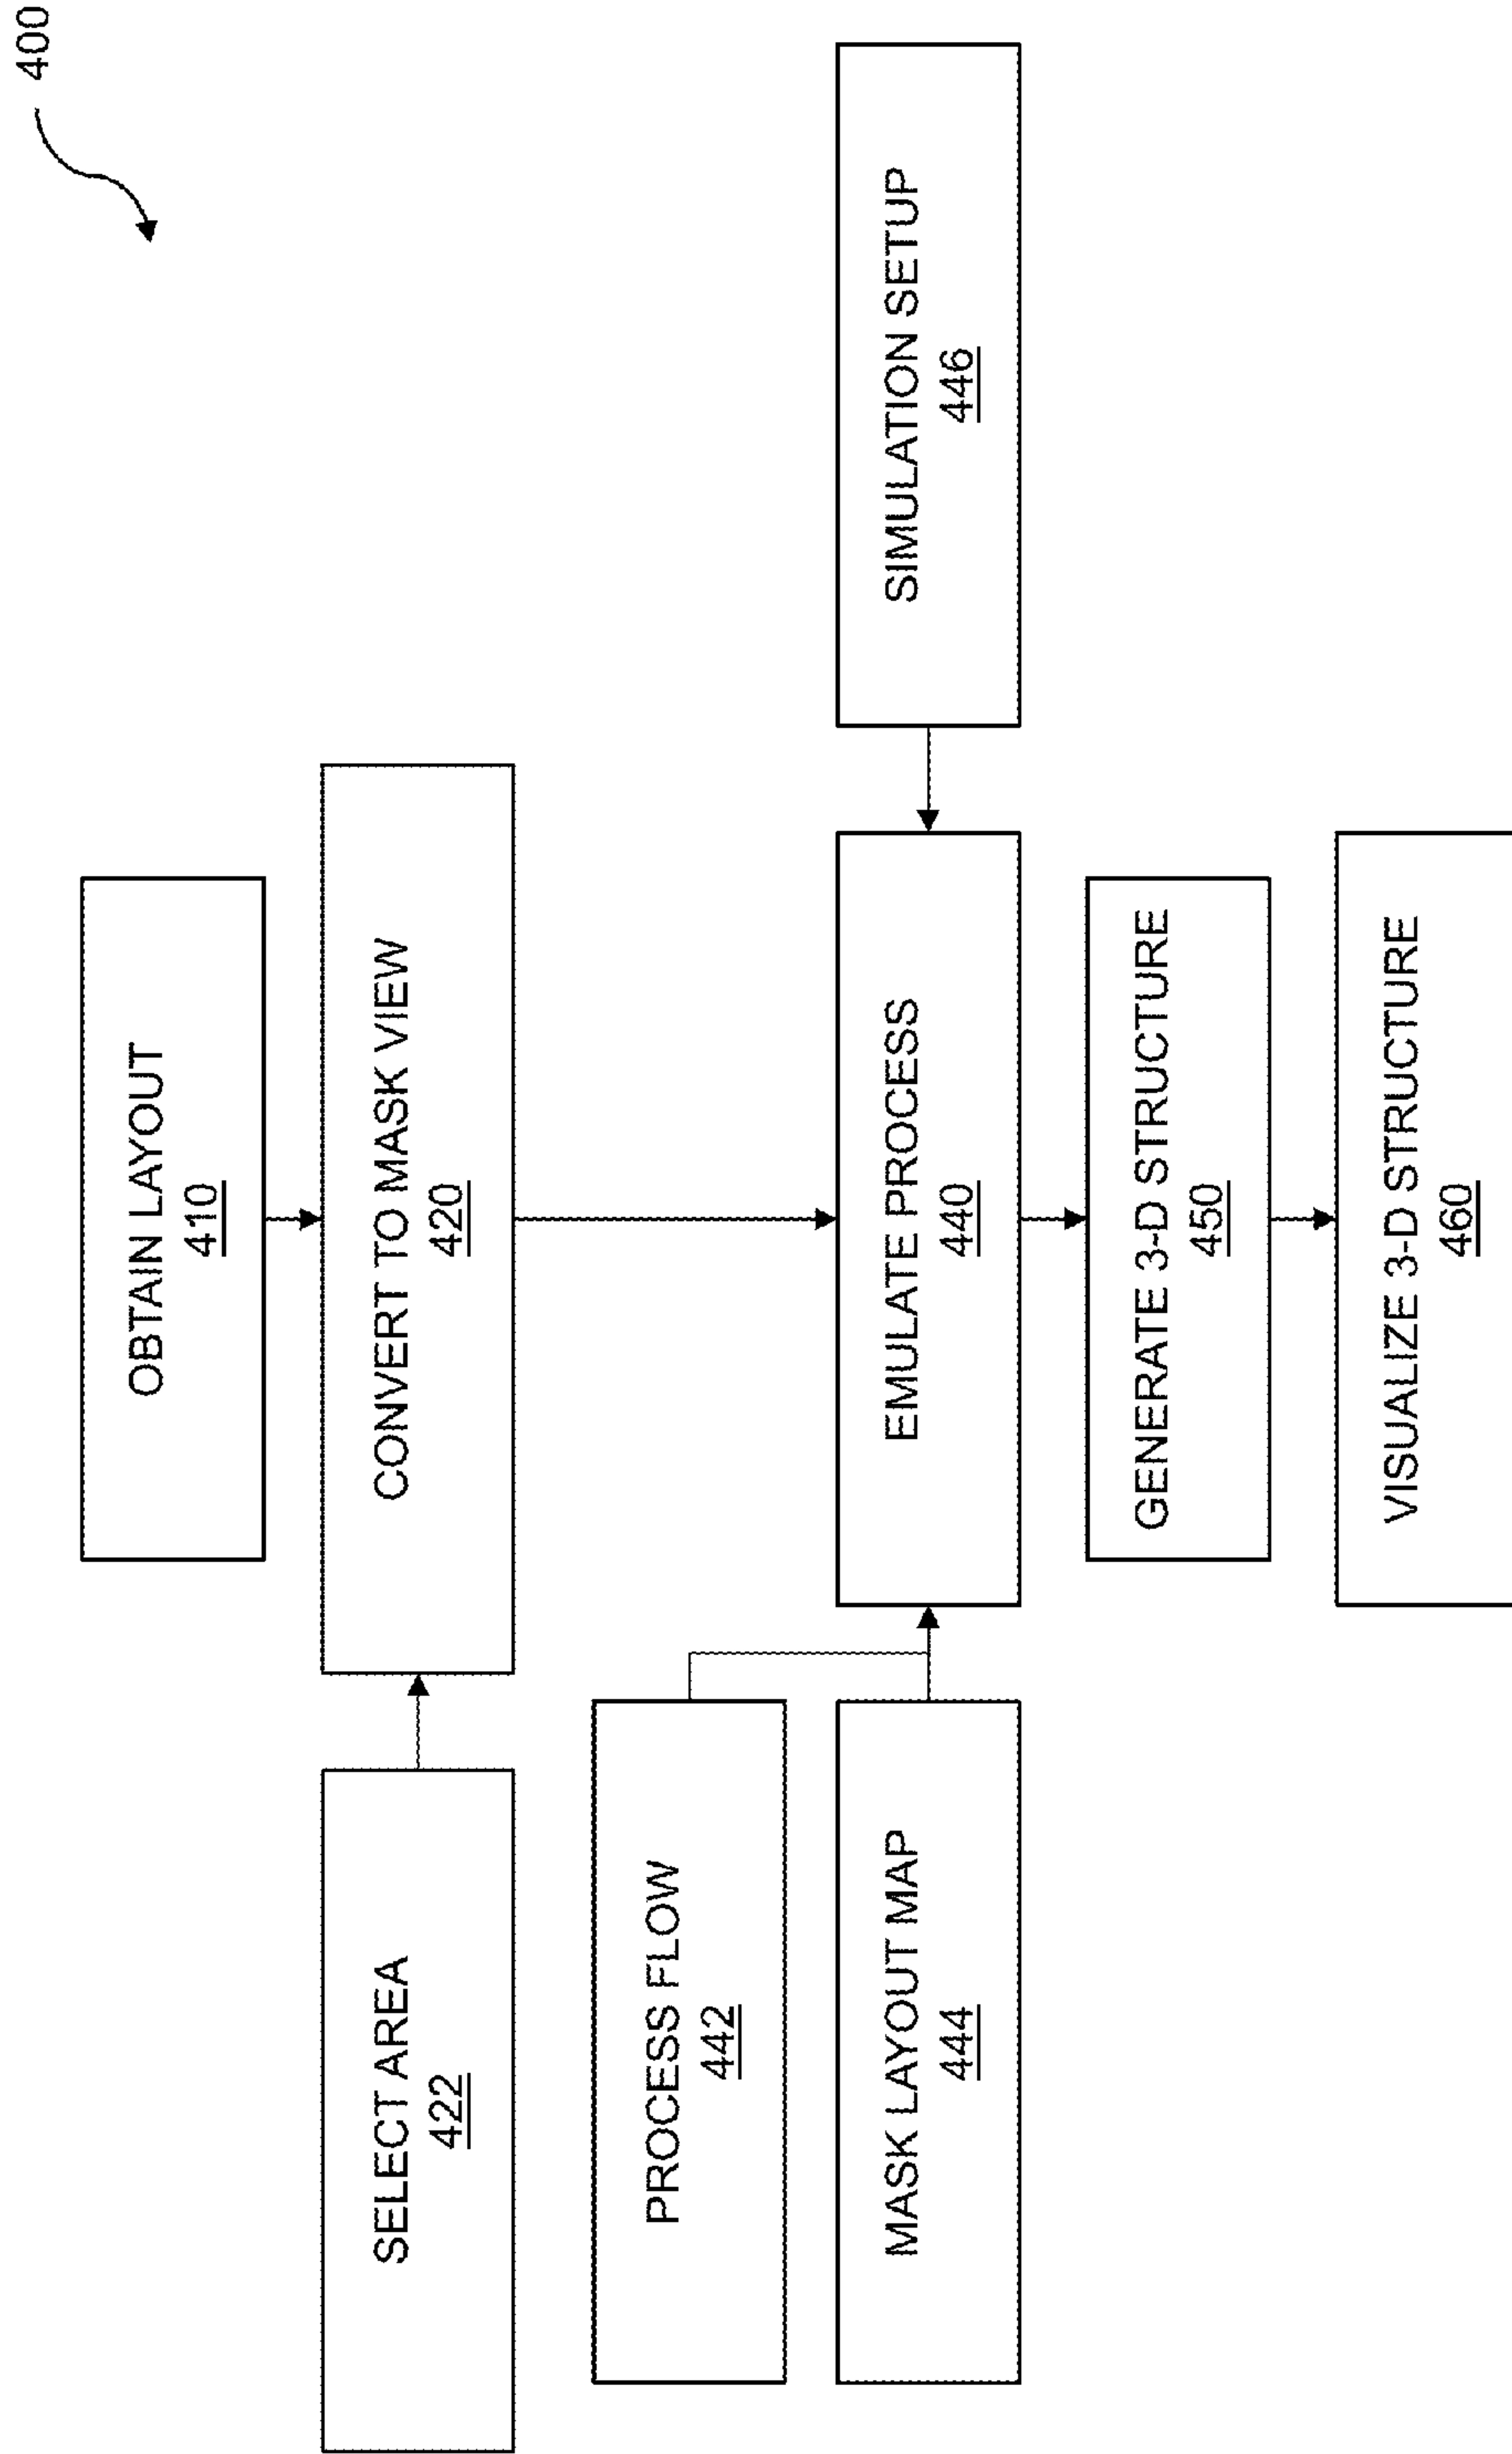 400
OBTAIN LAYOUT
410
SELECT AREA
422
CONVERT TO MASK VIEW
420
PROCESS FLOW
442
MASK LAYOUT MAP
444
EMULATE PROCESS
440
SIMULATION SETUP
446
GENERATE 3-D STRUCTURE
450
VISUALIZE 3-D STRUCTURE
460